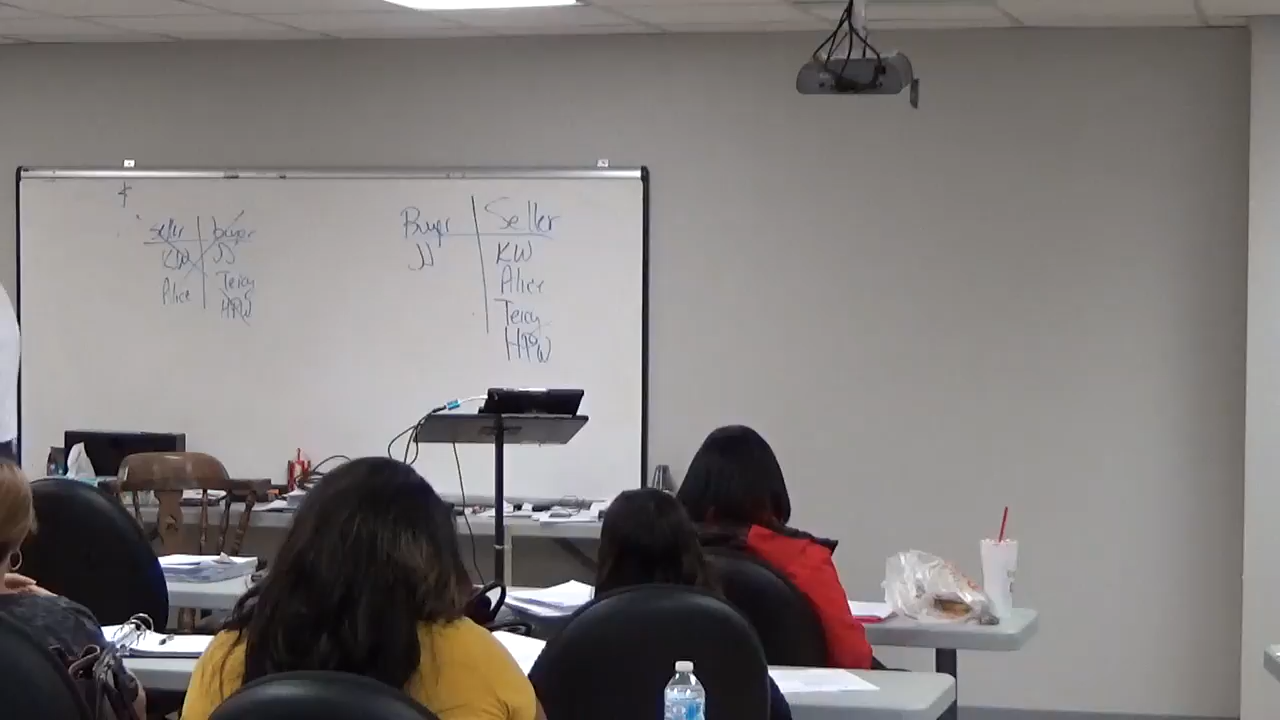 seller buyer
KW JJ
Alice Terry
HPW
Buyer Seller
JJ KW
Alice
Terry
HPW